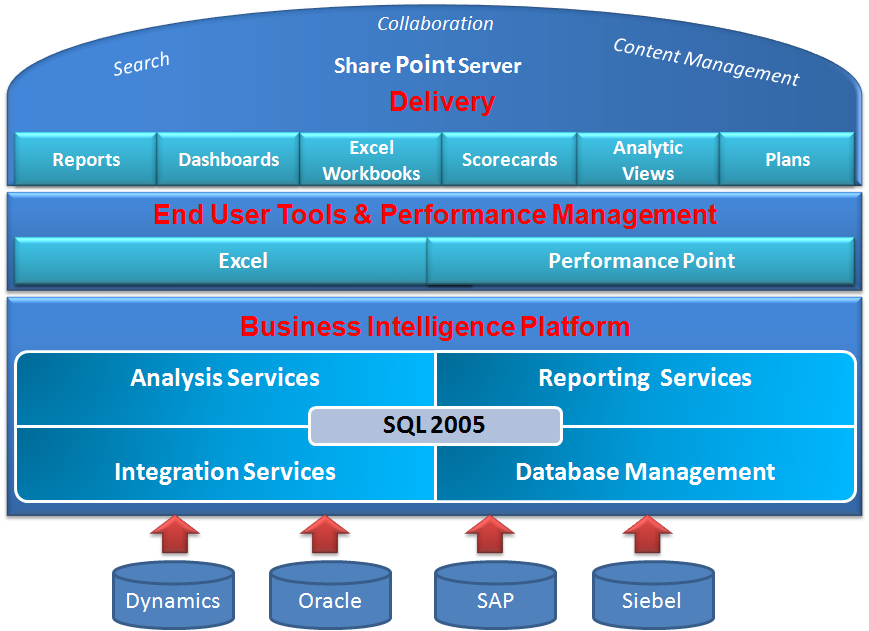 Collaboration
Search
Content Management
Share Point Server
Delivery
Reports
Dashboards
Excel
Workbooks
Scorecards
Analytic
Views
Plans
End User Tools & Performance Management
Excel
Performance Point
Business Intelligence Platform
Analysis Services
Reporting Services
SQL 2005
Integration Services
Database Management
Dynamics
Oracle
SAP
Siebel